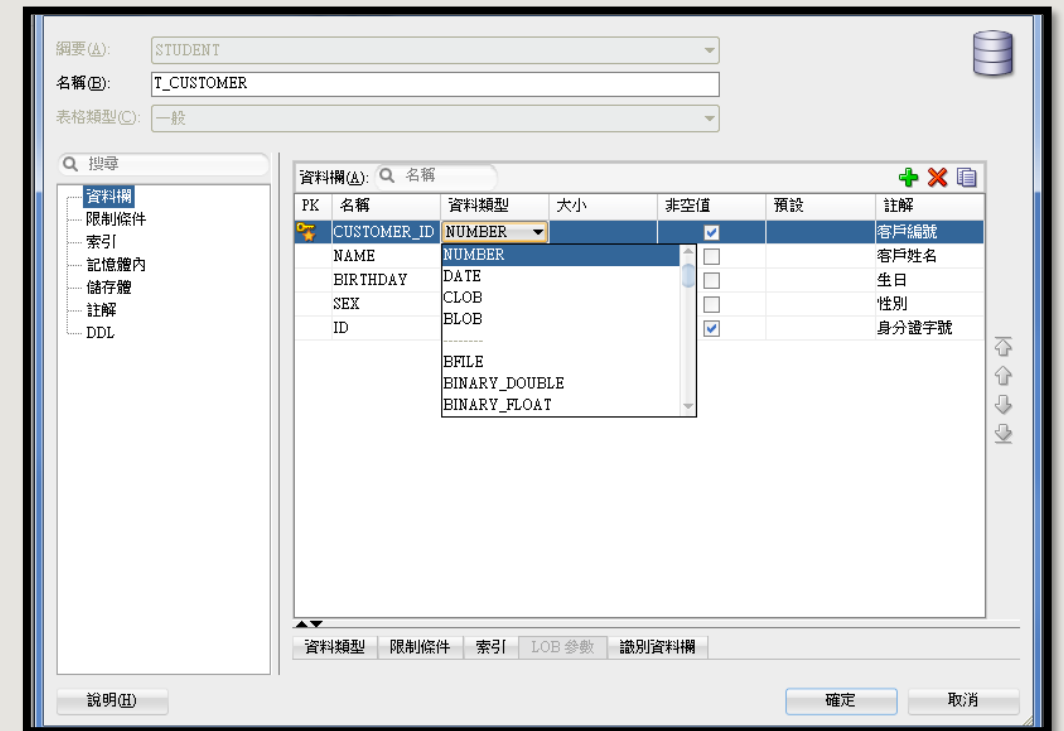 綱要(A): STUDENT
名稱(B): T_CUSTOMER
表格類型(C): 一般
搜尋
資料欄
限制條件
索引
記憶體內
儲存體
註解
DDL
資料欄(A): 名稱
PK 名稱 資料類型 大小 非空值 預設 註解
CUSTOMER_ID NUMBER 客戶編號
NAME 客戶姓名
BIRTHDAY 生日
SEX 性別
ID 身分證字號
NUMBER
DATE
CLOB
BLOB
--------
BFILE
BINARY_DOUBLE
BINARY_FLOAT
資料類型 限制條件 索引 LOB 參數 識別資料欄
說明(H) 確定 取消